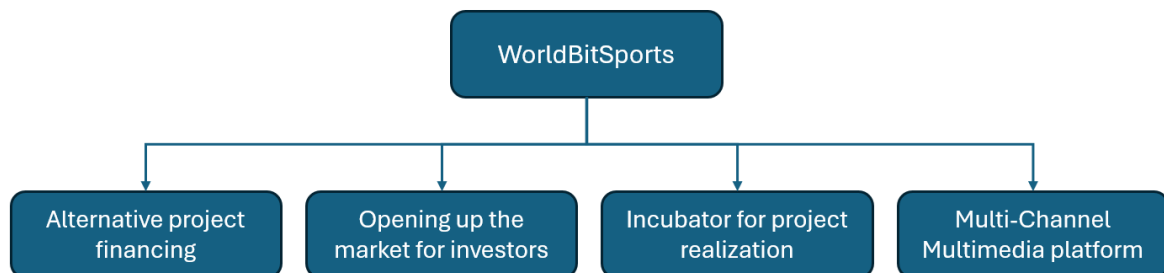 WorldBitSports
Alternative project
financing
Opening up the
market for investors
Incubator for project
realization
Multi-Channel
Multimedia platform